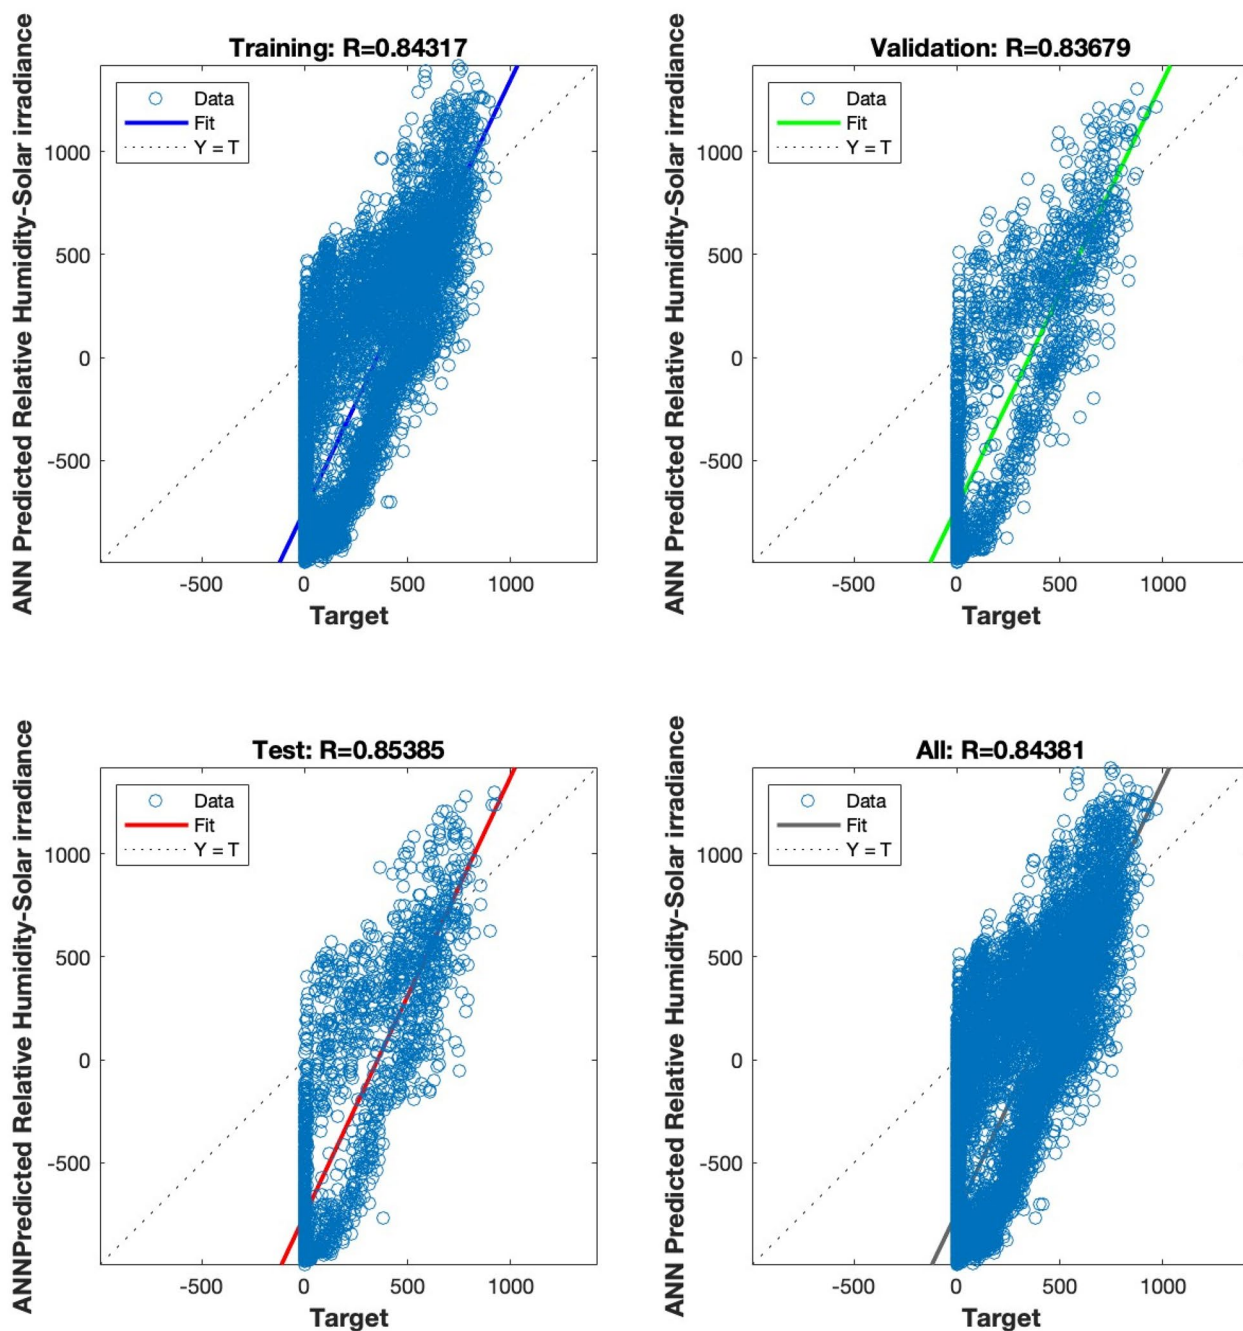 Training: R=0.84317
ANN Predicted Relative Humidity-Solar irradiance
Data
Fit
Y = T
1000
500
0
-500
-500
0
500
1000
Target
Validation: R=0.83679
ANN Predicted Relative Humidity-Solar irradiance
Data
Fit
Y = T
1000
500
0
-500
-500
0
500
1000
Target
Test: R=0.85385
ANNPredicted Relative Humidity-Solar irradiance
Data
Fit
Y = T
1000
500
0
-500
-500
0
500
1000
Target
All: R=0.84381
ANN Predicted Relative Humidity-Solar irradiance
Data
Fit
Y = T
1000
500
0
-500
-500
0
500
1000
Target